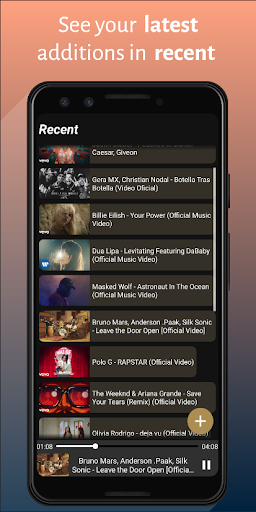 See your latest
additions in recent
Recent
Caesar, Giveon
Gera MX, Christian Nodal - Botello Tras
Botella (Video Oficial)
Billie Eilish - Your Power (Official Music
Video)
Dua Lipa - Levitating Featuring DaBaby
(Official Music Video)
Masked Wolf - Astronaut In The Ocean
(Official Music Video)
Bruno Mars, Anderson .Paak, Silk Sonic
- Leave the Door Open [Official Video]
Polo G - RAPSTAR (Official Video)
The Weeknd & Ariana Grande - Save
Your Tears (Remix) (Official Video)
Olivia Rodrigo - deja vu (Official Video)
01:08
04:08
Bruno Mars, Anderson .Paak, Silk
Sonic - Leave the Door Open [Officia...